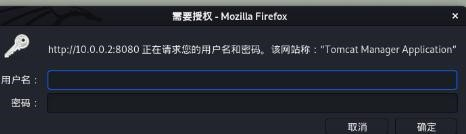 需要授权 - Mozilla Firefox
http://10.0.0.2:8080 正在请求您的用户名和密码。该网站称：“Tomcat Manager Application”
用户名：
密码：
取消 确定